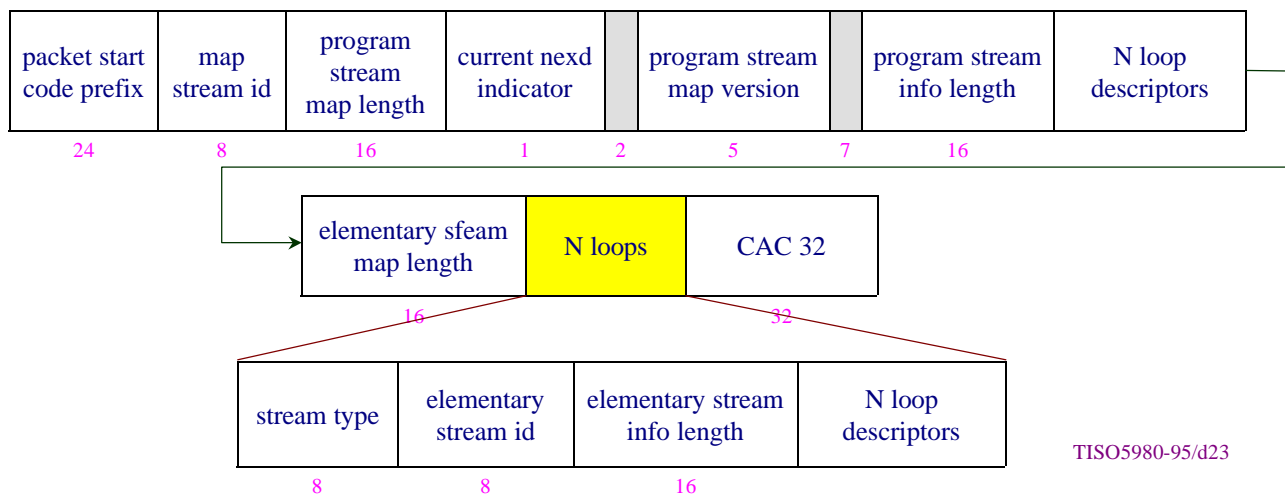 packet start
code prefix
map
stream id
program
stream
map length
current nexd
indicator
program stream
map version
program stream
info length
N loop
descriptors
24
8
16
1
2
5
7
16
elementary sfeam
map length
N loops
CAC 32
16
32
stream type
elementary
stream id
elementary stream
info length
N loop
descriptors
8
8
16
TISO5980-95/d23